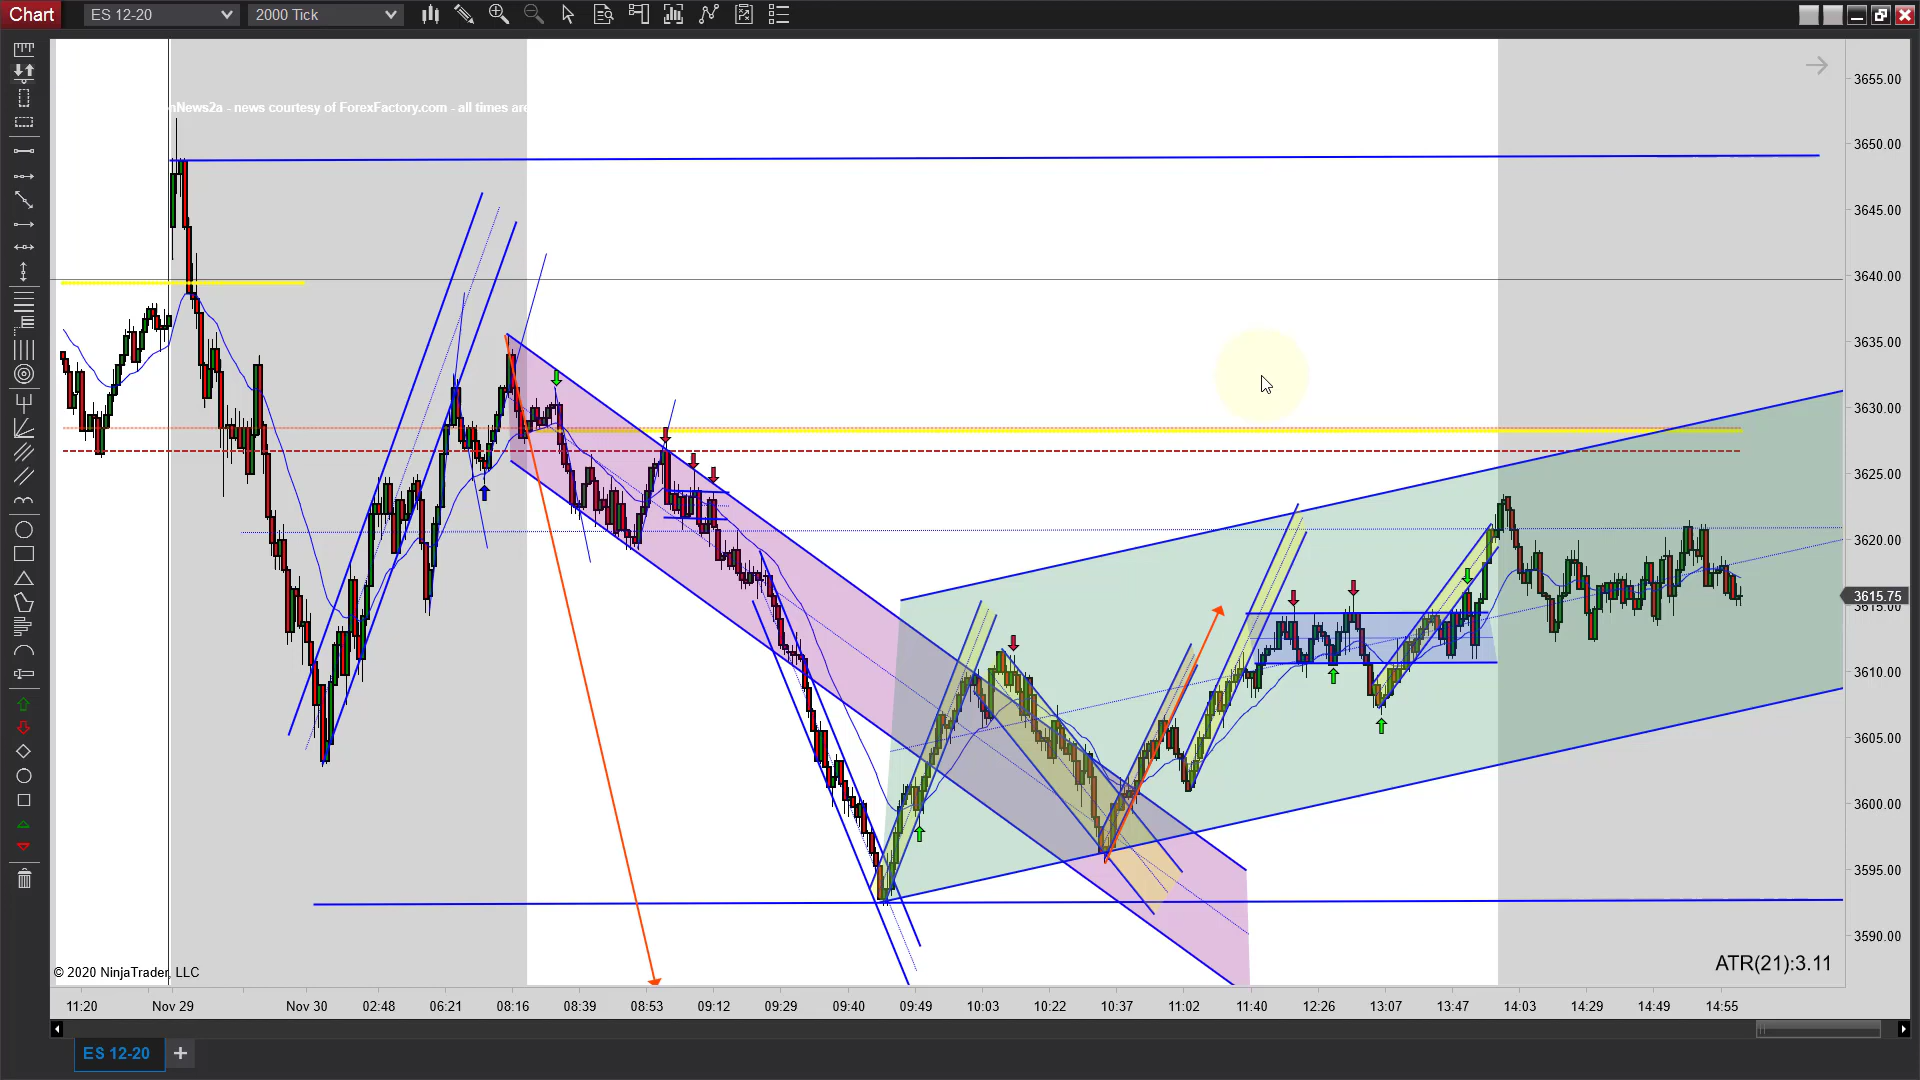 Chart
ES 12-20
2000 Tick
nNews2a - news courtesy of ForexFactory.com - all times are
3655.00
3650.00
3645.00
3640.00
3635.00
3630.00
3625.00
3620.00
3615.75
3615.00
3610.00
3605.00
3600.00
3595.00
3590.00
ATR(21):3.11
© 2020 NinjaTrader, LLC
11:20 Nov 29 Nov 30 02:48 06:21 08:16 08:39 08:53 09:12 09:29 09:40 09:49 10:03 10:22 10:37 11:02 11:40 12:26 13:07 13:47 14:03 14:29 14:49 14:55
ES 12-20
+